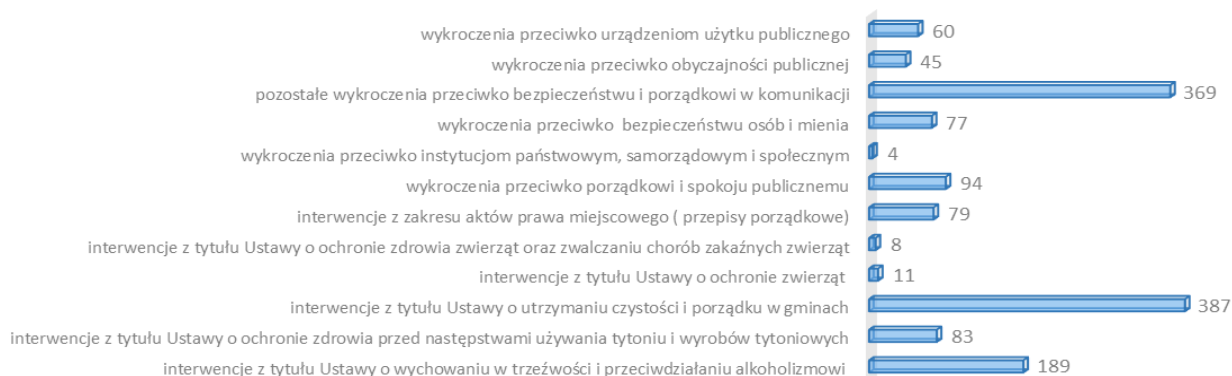 wykroczenia przeciwko urządzeniom użytku publicznego 60
wykroczenia przeciwko obyczajności publicznej 45
pozostałe wykroczenia przeciwko bezpieczeństwu i porządkowi w komunikacji 369
wykroczenia przeciwko bezpieczeństwu osób i mienia 77
wykroczenia przeciwko instytucjom państwowym, samorządowym i społecznym 4
wykroczenia przeciwko porządkowi i spokoju publicznemu 94
interwencje z zakresu aktów prawa miejscowego ( przepisy porządkowe) 79
interwencje z tytułu Ustawy o ochronie zdrowia zwierząt oraz zwalczaniu chorób zakaźnych zwierząt 8
interwencje z tytułu Ustawy o ochronie zwierząt 11
interwencje z tytułu Ustawy o utrzymaniu czystości i porządku w gminach 387
interwencje z tytułu Ustawy o ochronie zdrowia przed następstwami używania tytoniu i wyrobów tytoniowych 83
interwencje z tytułu Ustawy o wychowaniu w trzeźwości i przeciwdziałaniu alkoholizmowi 189